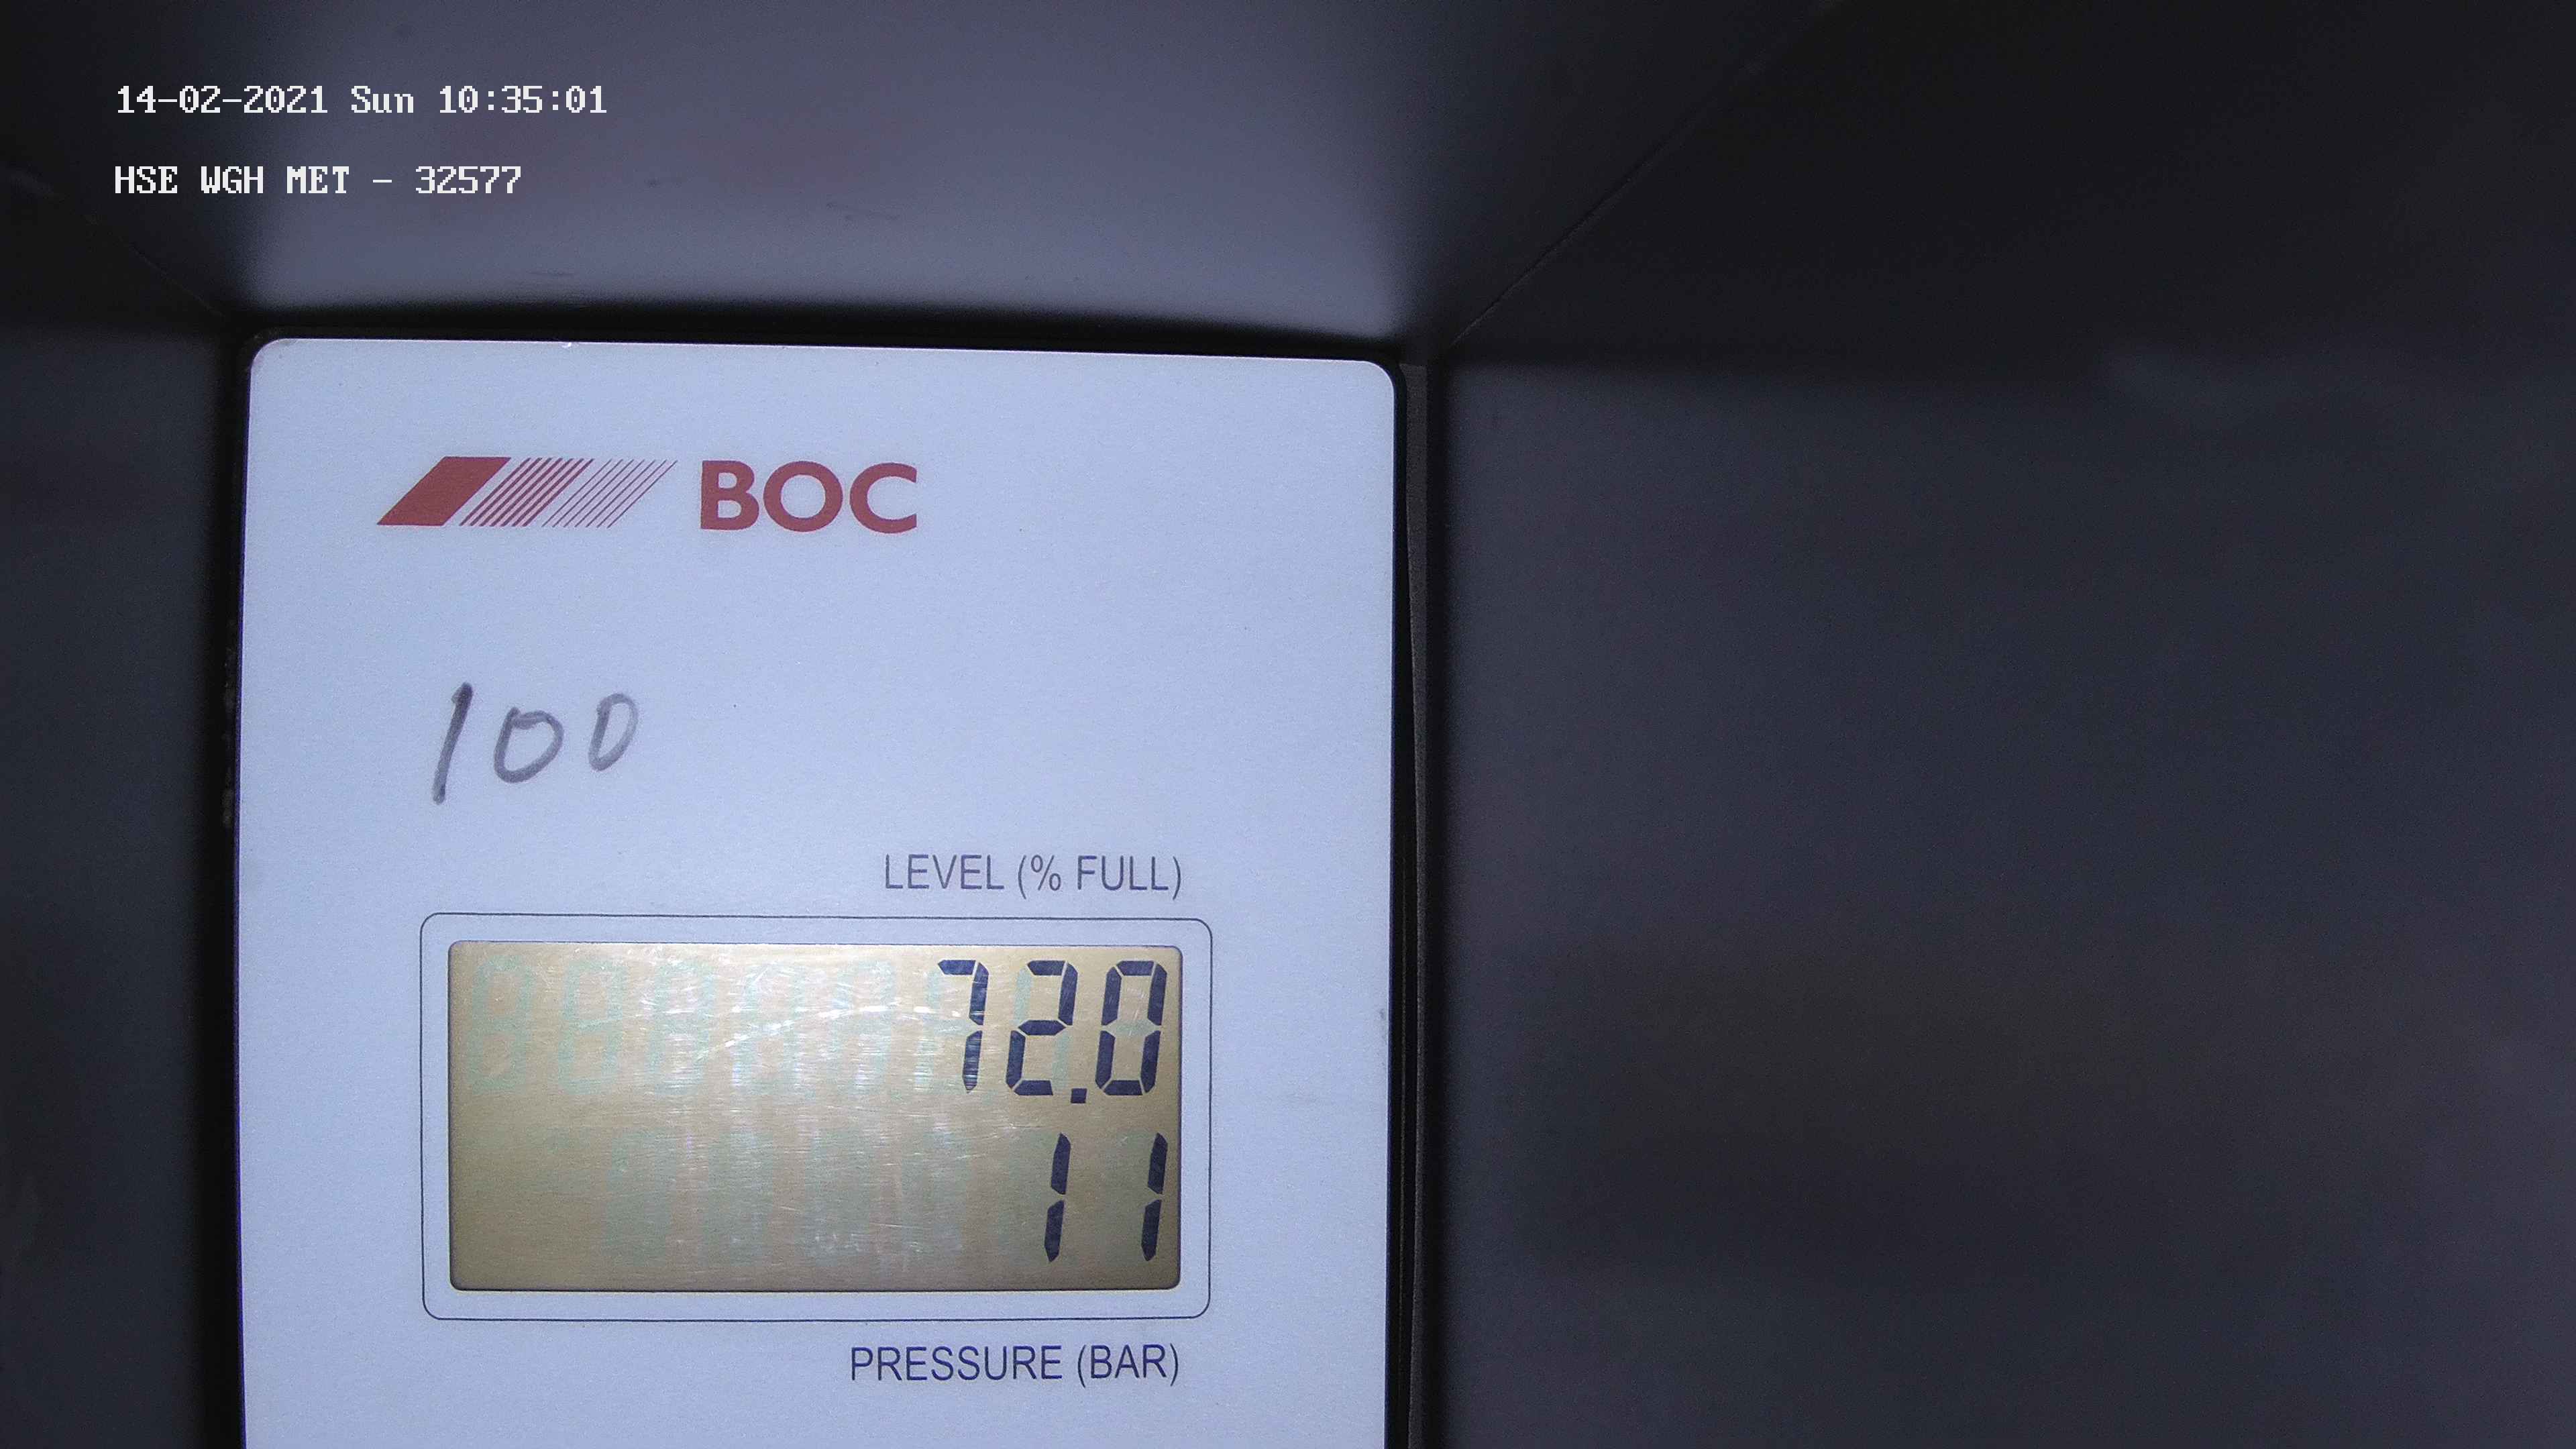 14-02-2021 Sun 10:35:01
HSE WGH MET - 32577
BOC
100
LEVEL (% FULL)
72.0
11
PRESSURE (BAR)